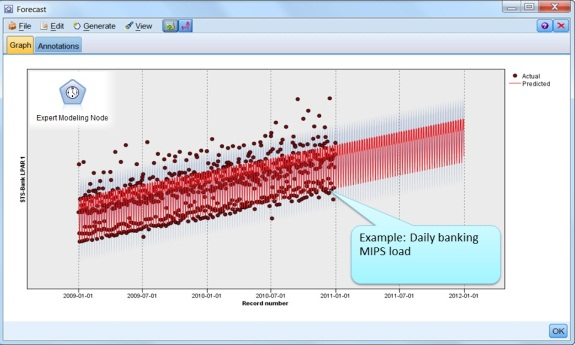 Forecast
File Edit Generate View
Graph Annotations
Expert Modeling Node
Actual
Predicted
STS-Bank LPAR 1
Example: Daily banking
MIPS load
2009-01-01 2009-07-01 2010-01-01 2010-07-01 2011-01-01 2011-07-01 2012-01-01
Record number
OK